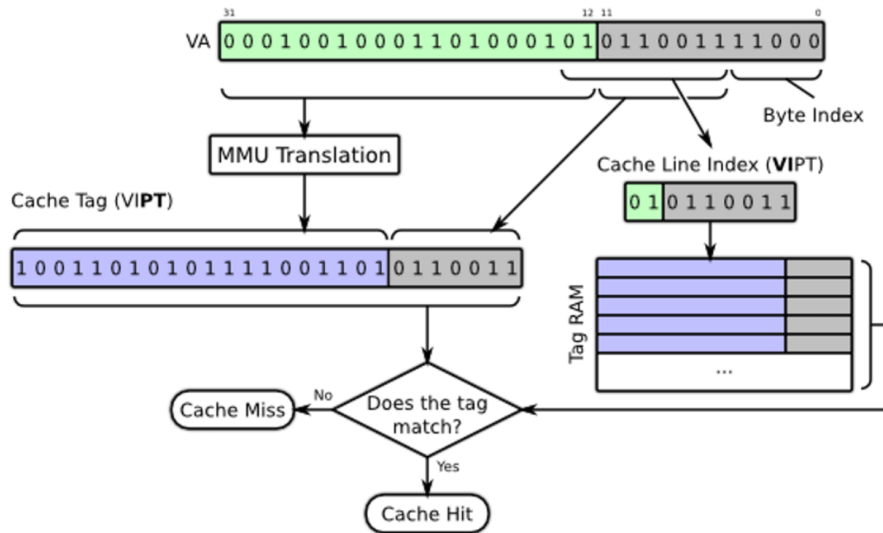 31 12 11 0
VA 0 0 0 1 0 0 1 0 0 0 1 1 0 1 0 0 0 1 0 1 0 1 1 0 0 1 1 1 1 0 0 0
Byte Index
MMU Translation
Cache Line Index (VIPT)
0 1 0 1 1 0 0 1 1
Cache Tag (VIPT)
1 0 0 1 1 0 1 0 1 0 1 1 1 1 0 0 1 1 0 1 0 1 1 0 0 1 1
Tag RAM
...
Does the tag
match?
No
Cache Miss
Yes
Cache Hit